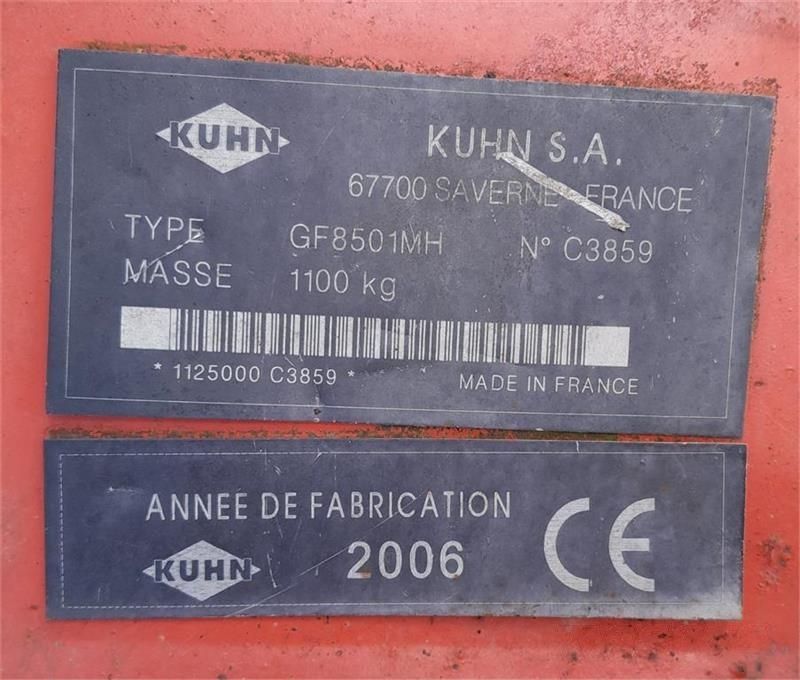 KUHN
KUHN S.A.
67700 SAVERNE - FRANCE
TYPE GF8501MH N° C3859
MASSE 1100 kg
* 1125000 C3859 * MADE IN FRANCE
ANNEE DE FABRICATION
KUHN 2006 CE